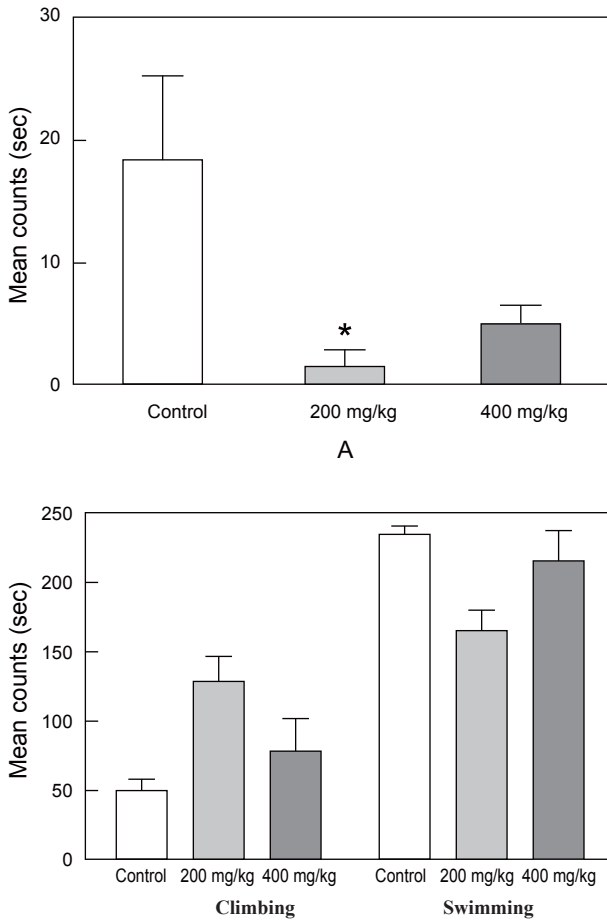 Mean counts (sec)
30
20
10
0
*
Control 200 mg/kg 400 mg/kg
A
Mean counts (sec)
250
200
150
100
50
0
Control 200 mg/kg 400 mg/kg Control 200 mg/kg 400 mg/kg
Climbing Swimming